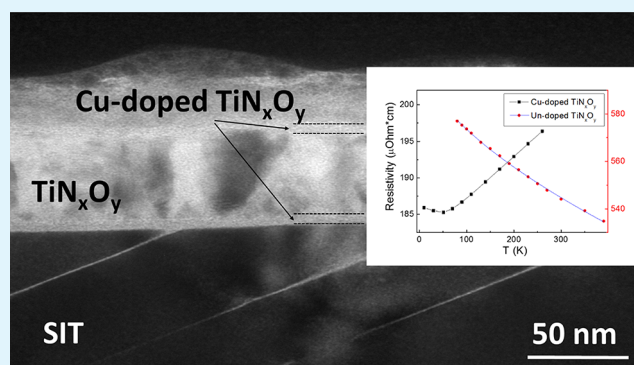 Cu-doped TiNxOy
TiNxOy
SIT
50 nm
Cu-doped TiNxOy
Un-doped TiNxOy
Resistivity (μOhm*cm)
200
195
190
185
580
560
540
0
100
200
300
T (K)